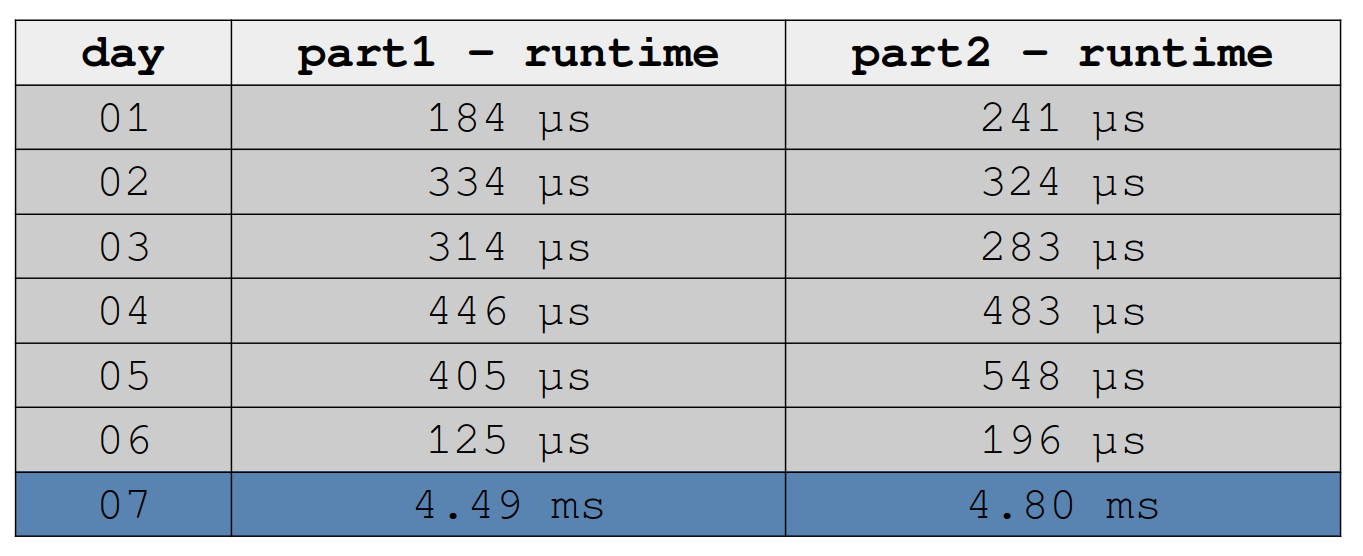 day part1 – runtime part2 – runtime
01 184 µs 241 µs
02 334 µs 324 µs
03 314 µs 283 µs
04 446 µs 483 µs
05 405 µs 548 µs
06 125 µs 196 µs
07 4.49 ms 4.80 ms